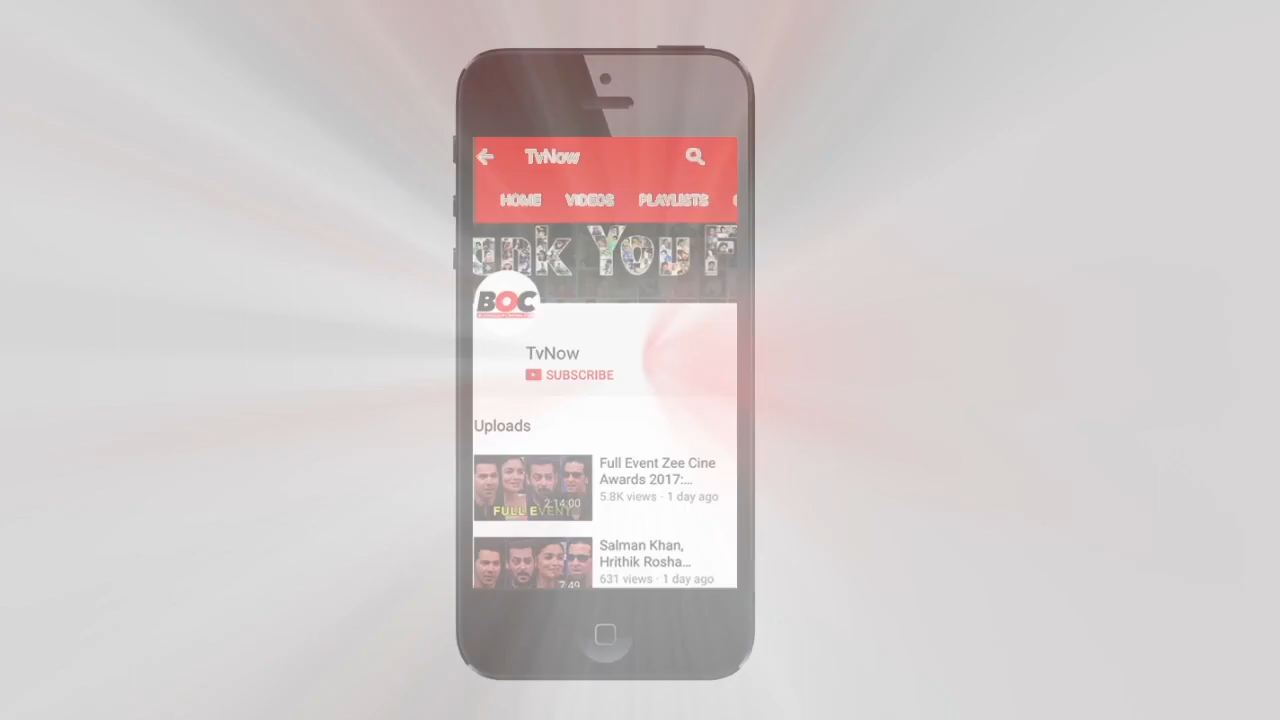 TvNow
HOME VIDEOS PLAYLISTS
You
BOC
TvNow
SUBSCRIBE
Uploads
Full Event Zee Cine
Awards 2017:...
5.8K views · 1 day ago
2:14:00
FULL EVENT
Salman Khan,
Hrithik Rosha...
631 views · 1 day ago
7:49